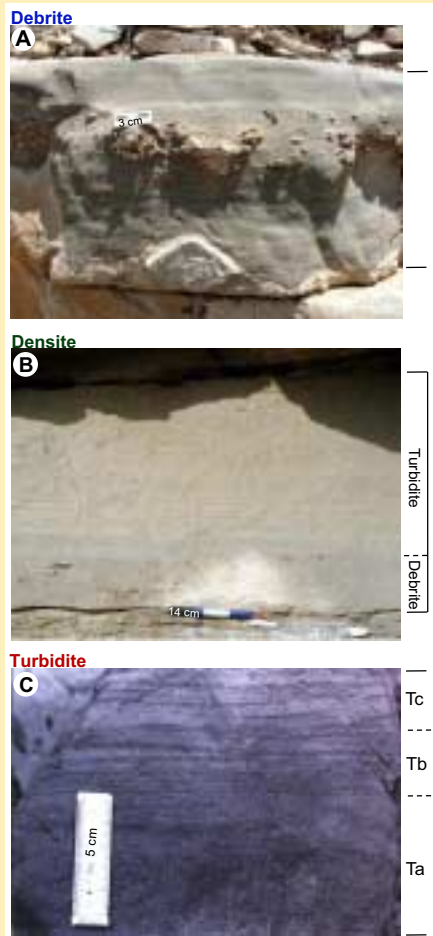 Debrite
A
3 cm
Densite
B
Turbidite
Debrite
14 cm
Turbidite
C
Tc
Tb
5 cm
Ta